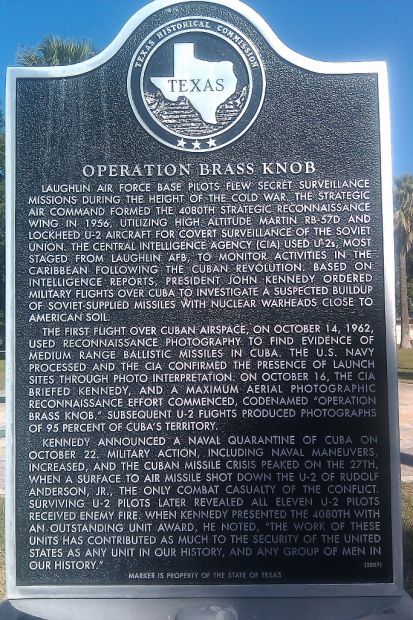 TEXAS HISTORICAL COMMISSION
TEXAS
OPERATION BRASS KNOB
LAUGHLIN AIR FORCE BASE PILOTS FLEW SECRET SURVEILLANCE
MISSIONS DURING THE HEIGHT OF THE COLD WAR. THE STRATEGIC
AIR COMMAND FORMED THE 4080TH STRATEGIC RECONNAISSANCE
WING IN 1956, UTILIZING HIGH ALTITUDE MARTIN RB-57D AND
LOCKHEED U-2 AIRCRAFT FOR COVERT SURVEILLANCE OF THE SOVIET
UNION. THE CENTRAL INTELLIGENCE AGENCY (CIA) USED U-2s, MOST
STAGED FROM LAUGHLIN AFB, TO MONITOR ACTIVITIES IN THE
CARIBBEAN FOLLOWING THE CUBAN REVOLUTION. BASED ON
INTELLIGENCE REPORTS, PRESIDENT JOHN KENNEDY ORDERED
MILITARY FLIGHTS OVER CUBA TO INVESTIGATE A SUSPECTED BUILDUP
OF SOVIET-SUPPLIED MISSILES WITH NUCLEAR WARHEADS CLOSE TO
AMERICAN SOIL.
THE FIRST FLIGHT OVER CUBAN AIRSPACE, ON OCTOBER 14, 1962,
USED RECONNAISSANCE PHOTOGRAPHY TO FIND EVIDENCE OF
MEDIUM RANGE BALLISTIC MISSILES IN CUBA. THE U.S. NAVY
PROCESSED AND THE CIA CONFIRMED THE PRESENCE OF LAUNCH
SITES THROUGH PHOTO INTERPRETATION. ON OCTOBER 16, THE CIA
BRIEFED KENNEDY, AND A MAXIMUM AERIAL PHOTOGRAPHIC
RECONNAISSANCE EFFORT COMMENCED, CODENAMED "OPERATION
BRASS KNOB." SUBSEQUENT U-2 FLIGHTS PRODUCED PHOTOGRAPHS
OF 95 PERCENT OF CUBA'S TERRITORY.
KENNEDY ANNOUNCED A NAVAL QUARANTINE OF CUBA ON
OCTOBER 22. MILITARY ACTION, INCLUDING NAVAL MANEUVERS,
INCREASED, AND THE CUBAN MISSILE CRISIS PEAKED ON THE 27TH,
WHEN A SURFACE TO AIR MISSILE SHOT DOWN THE U-2 OF RUDOLF
ANDERSON, JR., THE ONLY COMBAT CASUALTY OF THE CONFLICT.
SURVIVING U-2 PILOTS LATER REVEALED ALL ELEVEN U-2 PILOTS
RECEIVED ENEMY FIRE. WHEN KENNEDY PRESENTED THE 4080TH WITH
AN OUTSTANDING UNIT AWARD, HE NOTED, "THE WORK OF THESE
UNITS HAS CONTRIBUTED AS MUCH TO THE SECURITY OF THE UNITED
STATES AS ANY UNIT IN OUR HISTORY, AND ANY GROUP OF MEN IN
OUR HISTORY." (2007)
MARKER IS PROPERTY OF THE STATE OF TEXAS